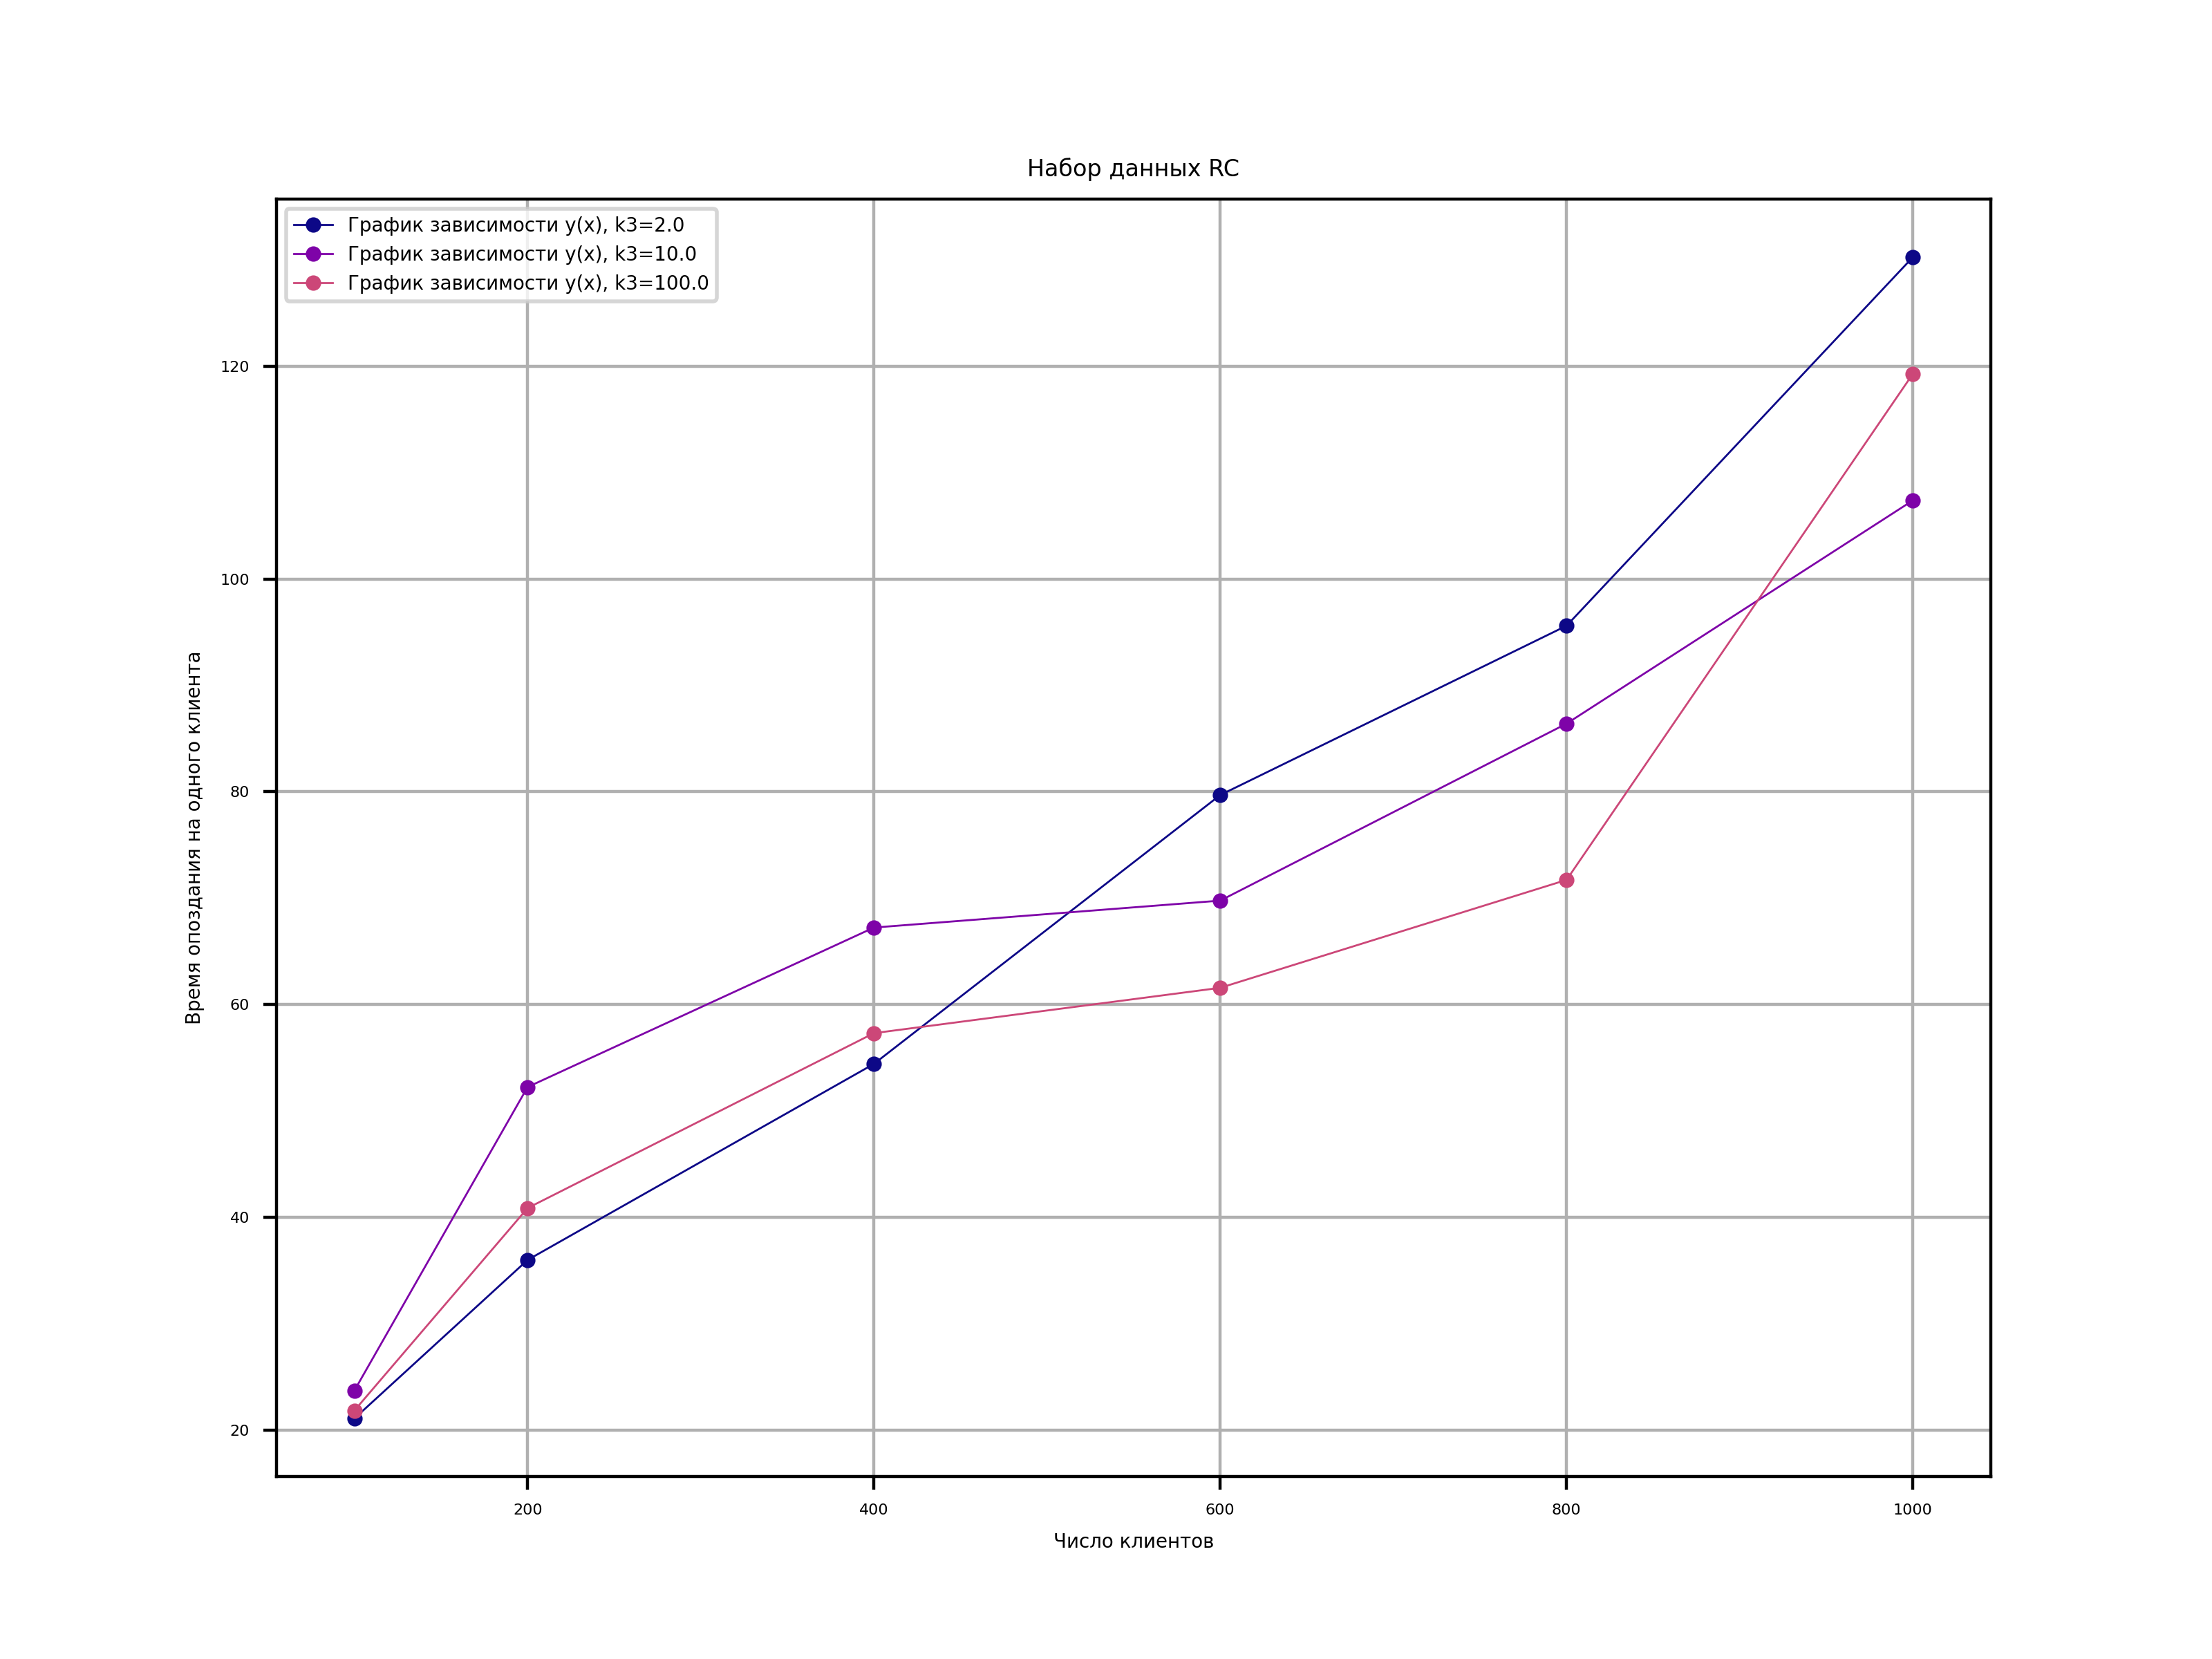 Набор данных RC
График зависимости y(x), k3=2.0
График зависимости y(x), k3=10.0
График зависимости y(x), k3=100.0
Время опоздания на одного клиента
120
100
80
60
40
20
200 400 600 800 1000
Число клиентов